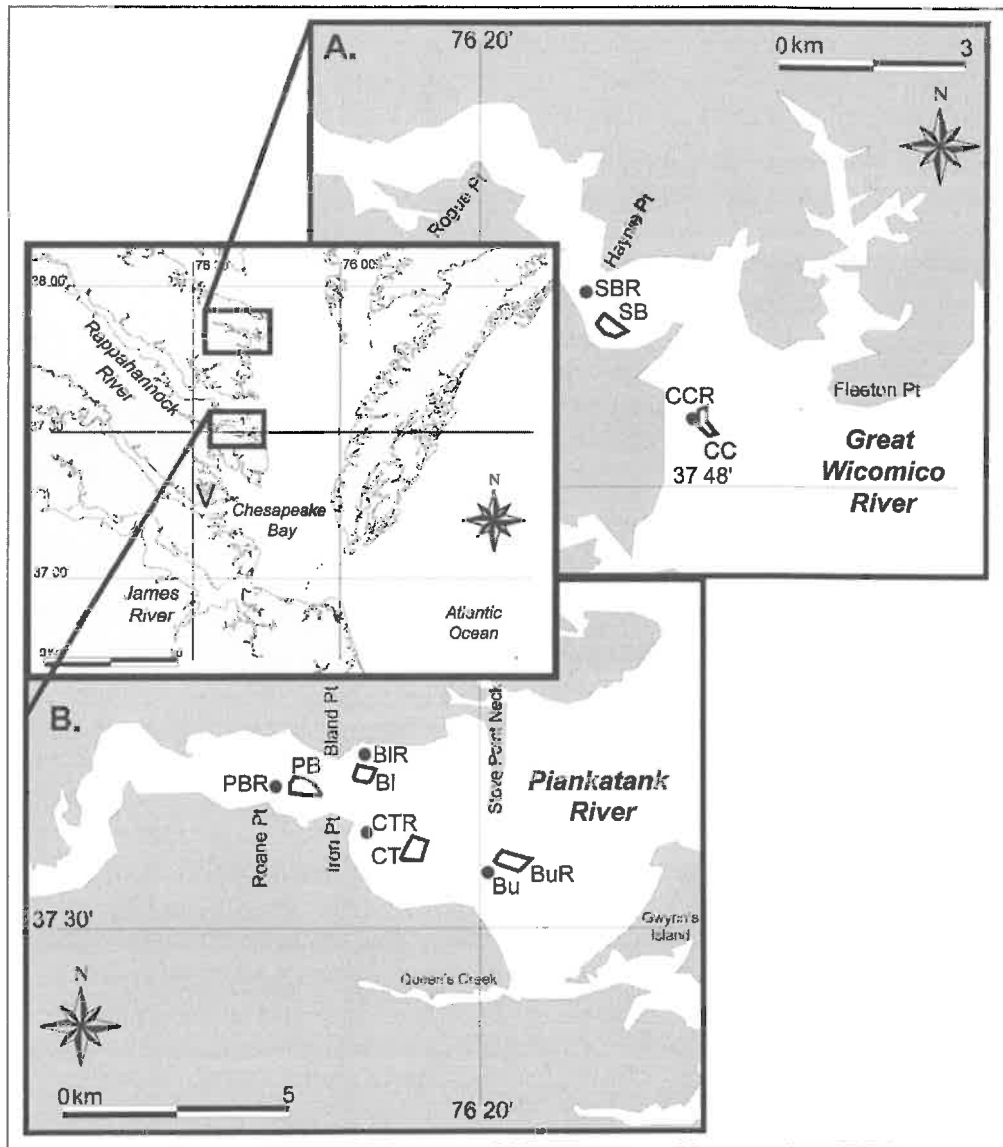 A.
76 20'
0 km 3
N
Rogue Pt
Hayne Pt
SBR
SB
CCR
CC
37 48'
Fleeton Pt
Great
Wicomico
River
76 00'
38 00'
Rappahannock
River
37 30'
V
Chesapeake
Bay
N
37 00'
James
River
Atlantic
Ocean
B.
Bland Pt
Stove Point Neck
BIR
BI
PB
PBR
Piankatank
River
Roane Pt
Iron Pt
CTR
CT
Bu
BuR
37 30'
Gwynn's
Island
Queen's Creek
N
0 km 5
76 20'